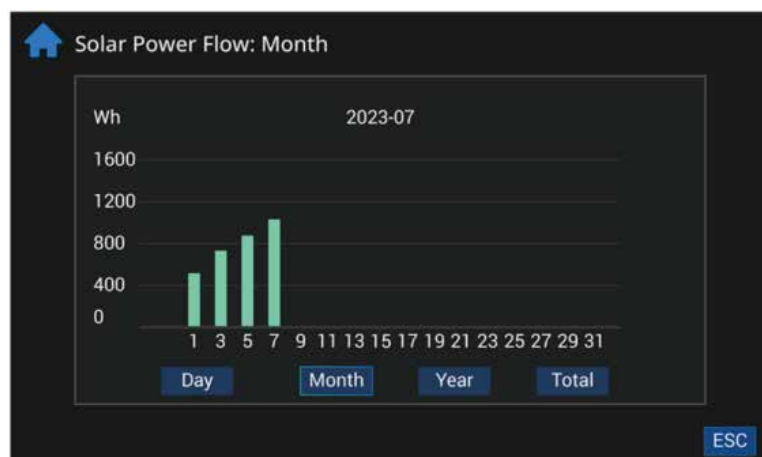 Solar Power Flow: Month
Wh
2023-07
1600
1200
800
400
0
1 3 5 7 9 11 13 15 17 19 21 23 25 27 29 31
Day
Month
Year
Total
ESC